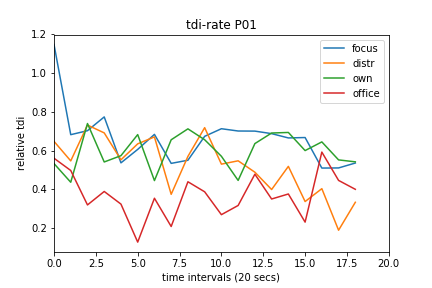 tdi-rate P01
relative tdi
1.2
1.0
0.8
0.6
0.4
0.2
focus
distr
own
office
0.0 2.5 5.0 7.5 10.0 12.5 15.0 17.5 20.0
time intervals (20 secs)